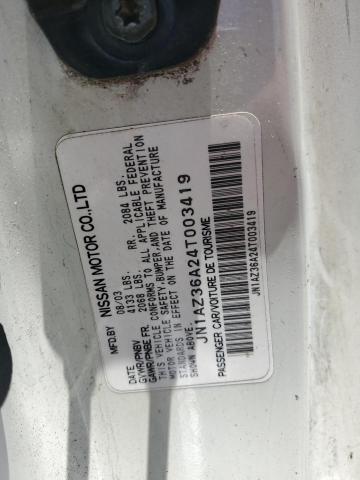 MFD.BY NISSAN MOTOR CO.,LTD
DATE 08/03
GVWR/PNBV 4133 LBS.
GAWR/PNBE FR. 2068 LBS. RR. 2084 LBS.
THIS VEHICLE CONFORMS TO ALL APPLICABLE FEDERAL
MOTOR VEHICLE SAFETY,BUMPER,AND THEFT PREVENTION
STANDARDS IN EFFECT ON THE DATE OF MANUFACTURE
SHOWN ABOVE.
JN1AZ36A24T003419
PASSENGER CAR/VOITURE DE TOURISME
JN1AZ36A24T003419